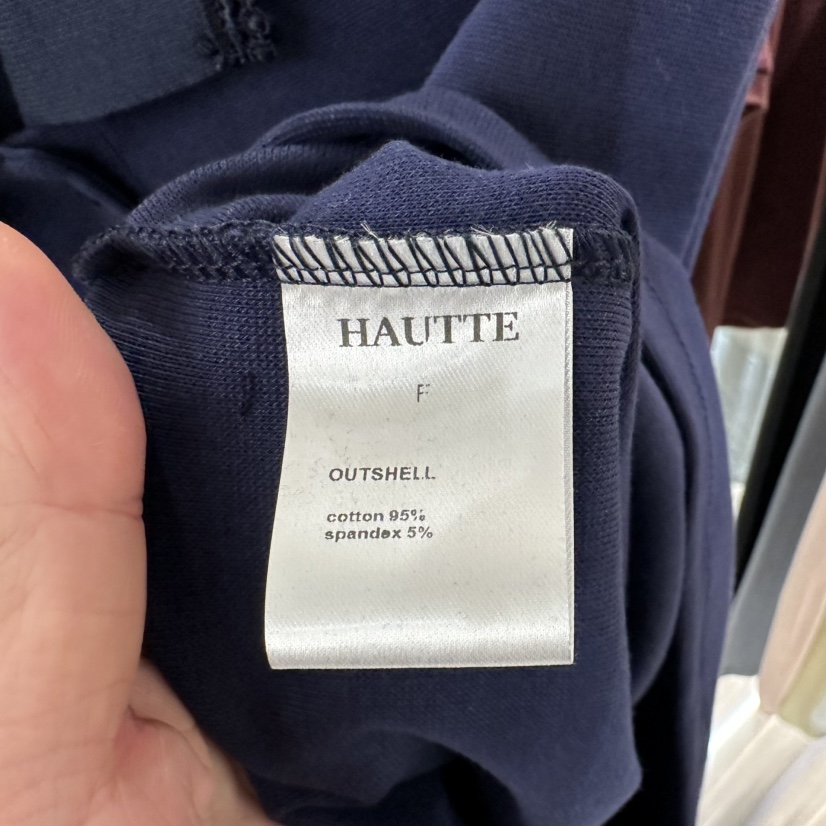 HAUTTE
F
OUTSHELL
cotton 95%
spandex 5%